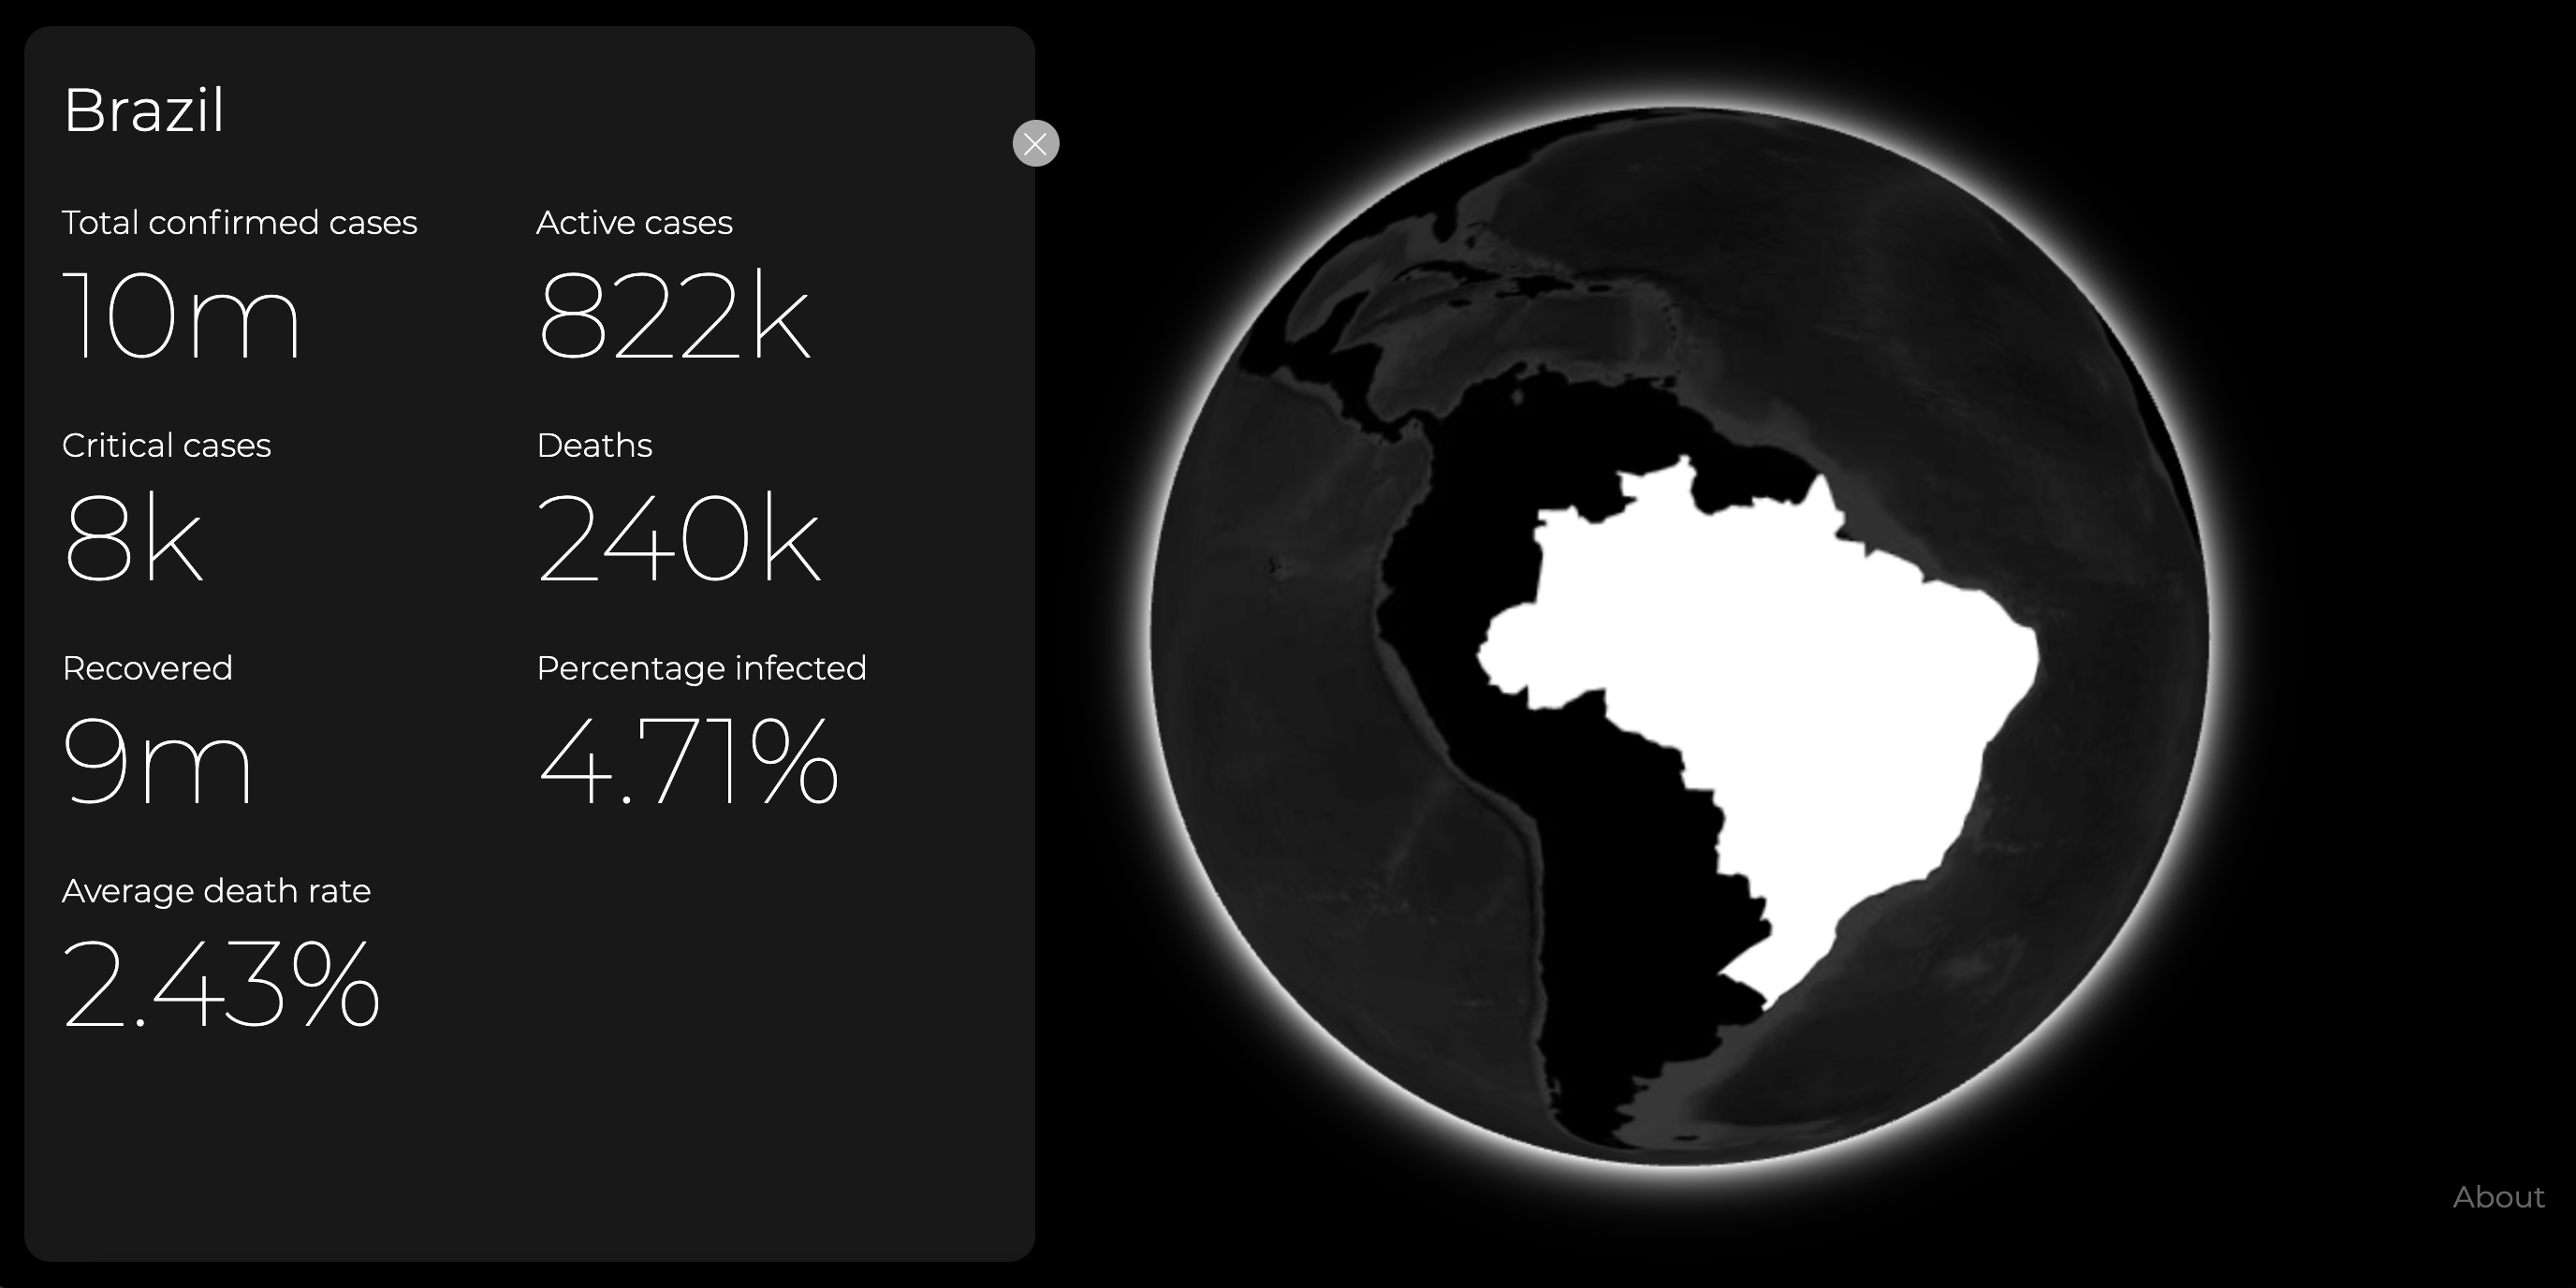 Brazil
Total confirmed cases
10m
Active cases
822k
Critical cases
8k
Deaths
240k
Recovered
9m
Percentage infected
4.71%
Average death rate
2.43%
About